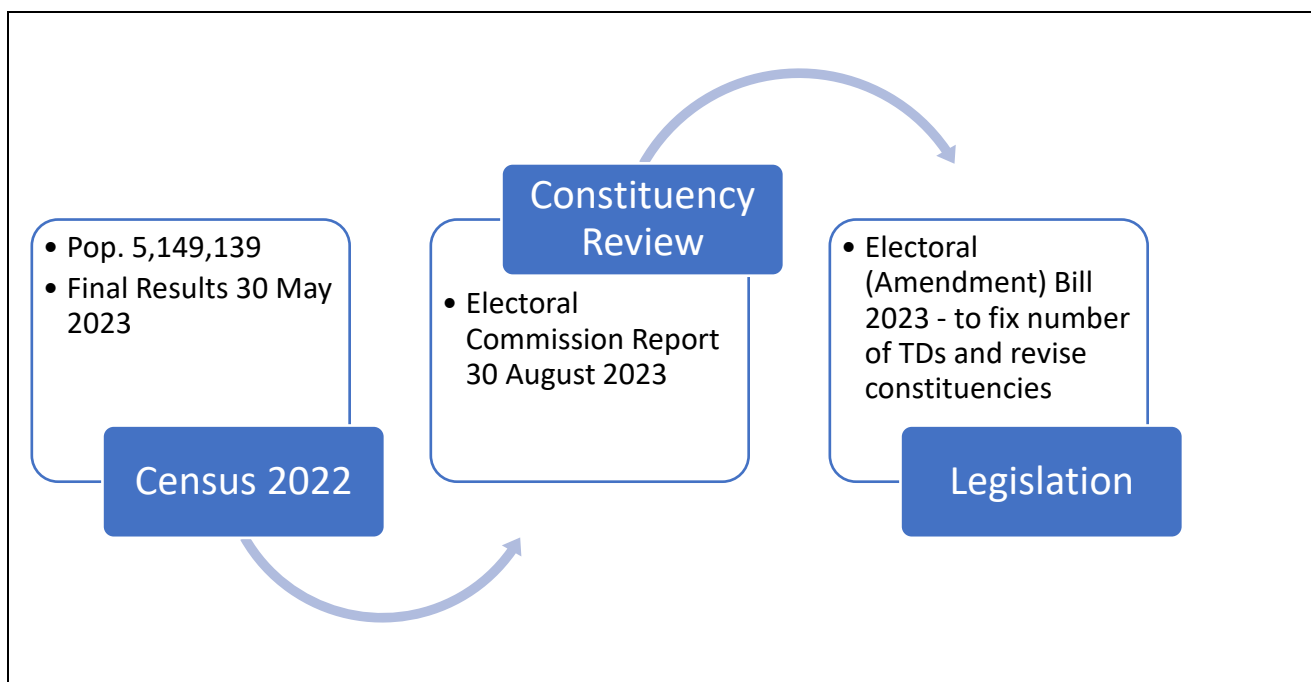 • Pop. 5,149,139
• Final Results 30 May
2023
Census 2022
Constituency
Review
• Electoral
Commission Report
30 August 2023
• Electoral
(Amendment) Bill
2023 - to fix number
of TDs and revise
constituencies
Legislation